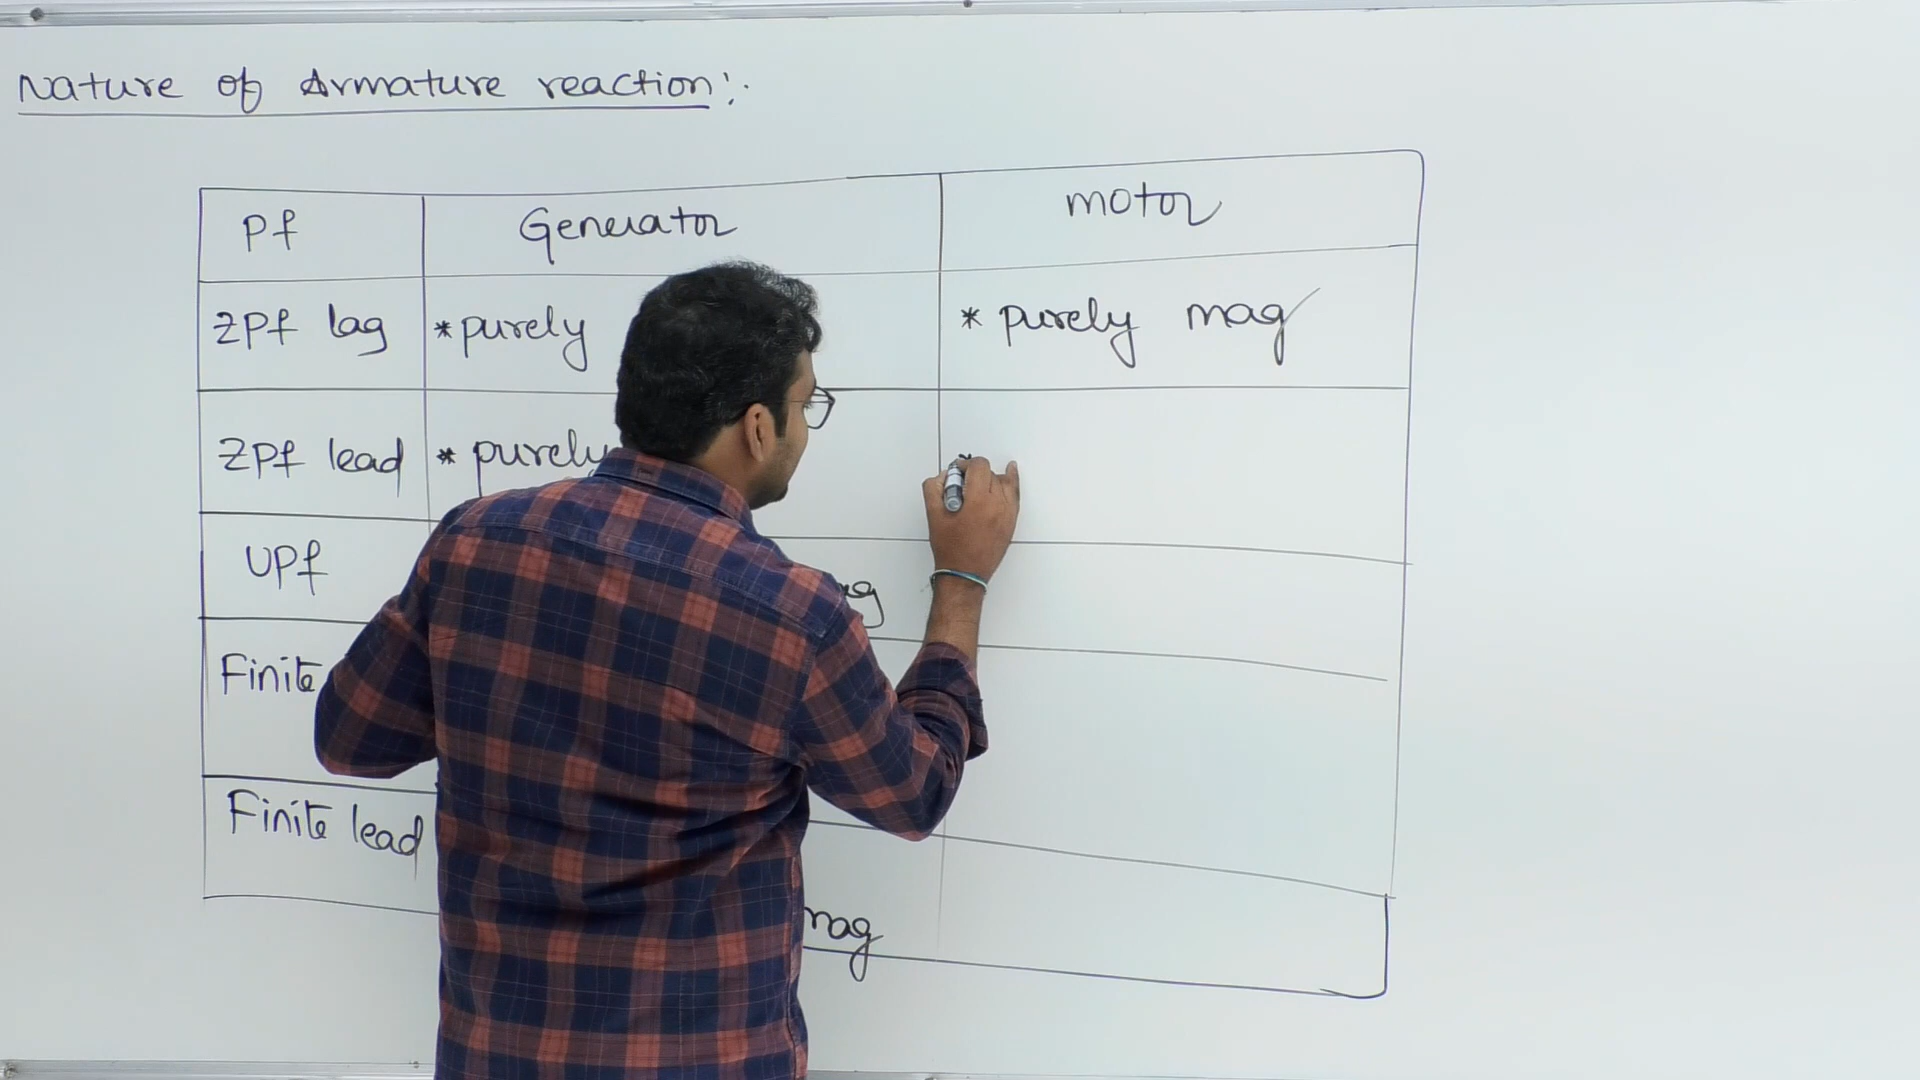 Nature of Armature reaction:.
Pf Generator motor
ZPf lag *purely * purely mag
ZPf lead * purely *
UPf
Finite
Finite lead mag